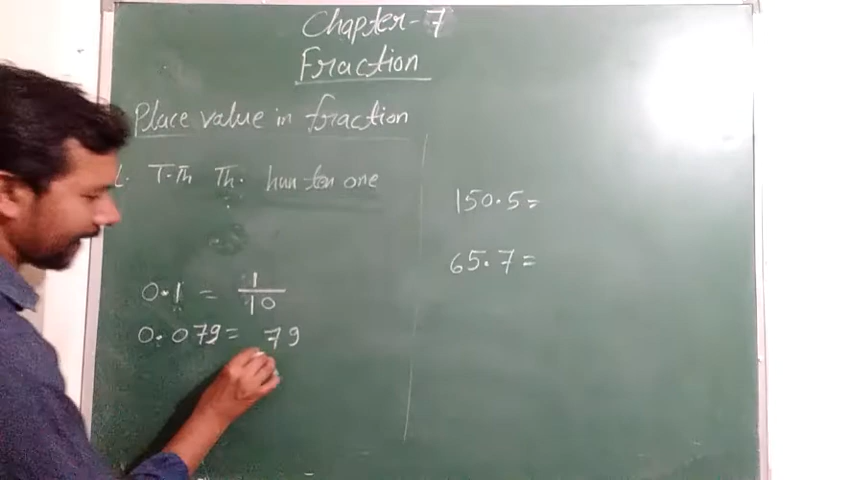 Chapter-7
Fraction
Place value in fraction
L. T-Th Th. hun ten one
0.1 = 1/10
0.079 = 79
150.5=
65.7=